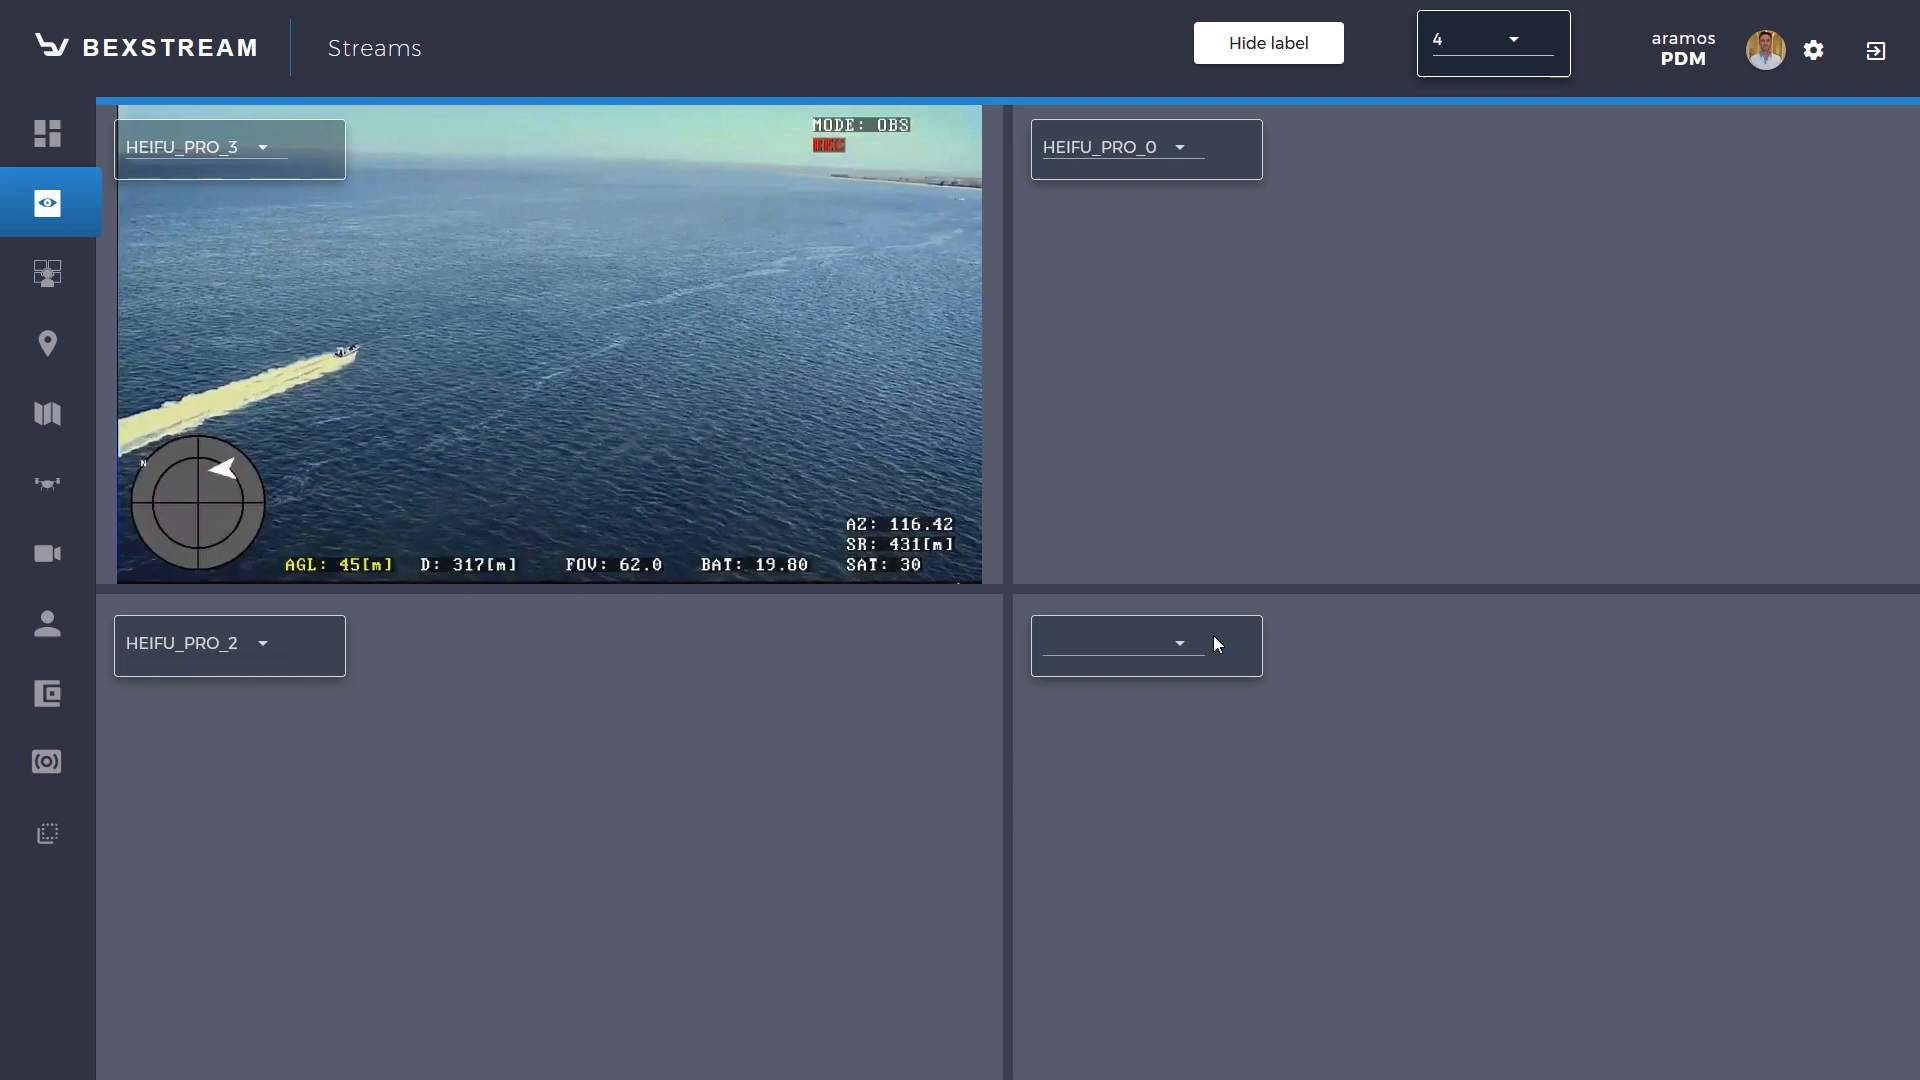 BEXSTREAM
Streams
Hide label
4
aramos
PDM
HEIFU_PRO_3
MODE: OBS
REC
HEIFU_PRO_0
N
AZ: 116.42
SR: 431[m]
AGL: 45[m] D: 317[m] FOV: 62.0 BAT: 19.80 SAT: 30
HEIFU_PRO_2